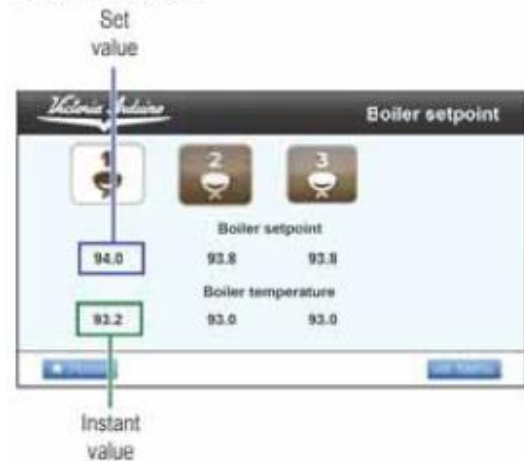 Set
value
Victoria Arduino
Boiler setpoint
1 2 3
Boiler setpoint
94.0 93.8 93.8
Boiler temperature
93.2 93.0 93.0
Instant
value